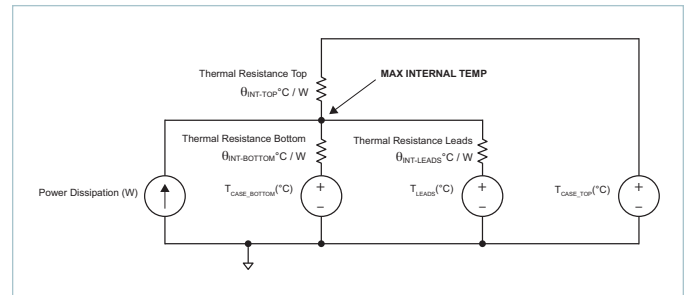 Thermal Resistance Top
MAX INTERNAL TEMP
θINT-TOP°C / W
Thermal Resistance Bottom
Thermal Resistance Leads
θINT-BOTTOM°C / W
θINT-LEADS°C / W
Power Dissipation (W)
TCASE_BOTTOM(°C)
TLEADS(°C)
TCASE_TOP(°C)
+
–
+
–
+
–